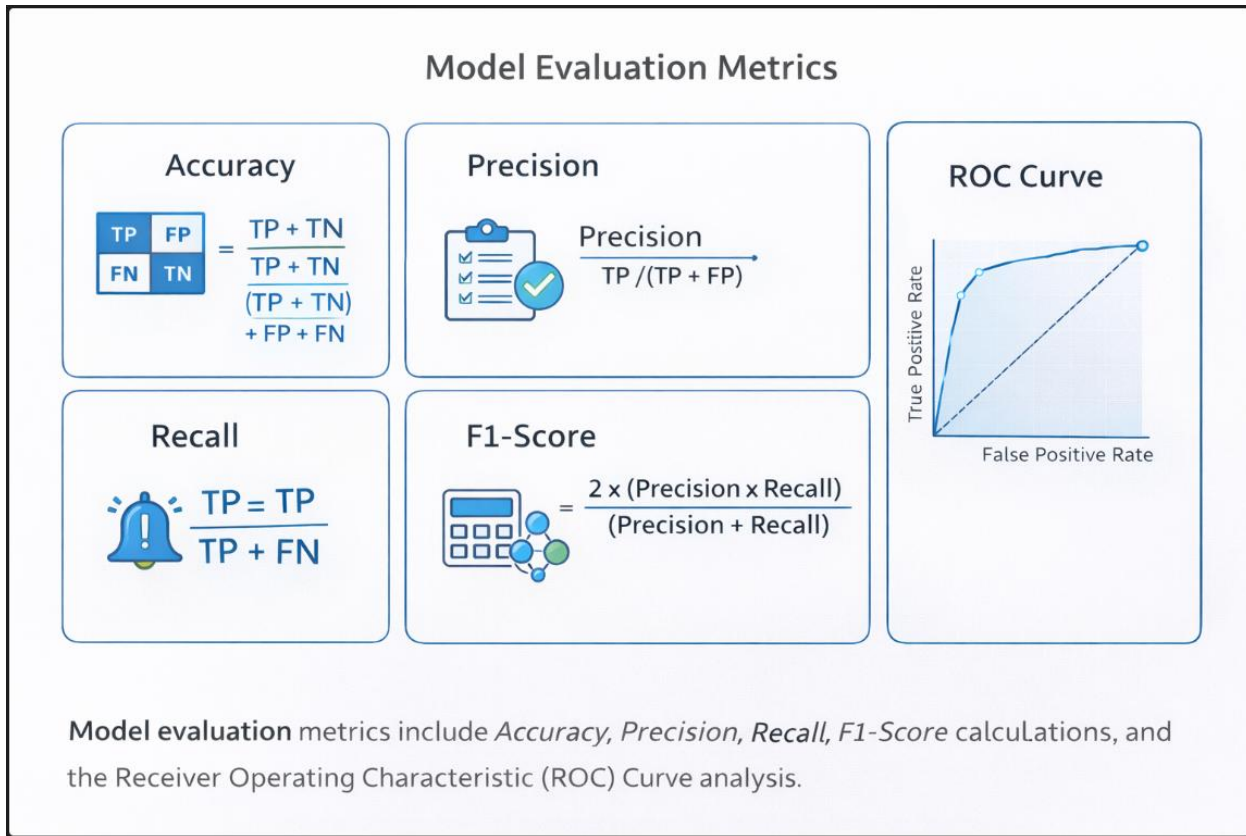 Model Evaluation Metrics
Accuracy
TP FP
FN TN
=
TP + TN
TP + TN
(TP + TN)
+ FP + FN
Precision
Precision
TP /(TP + FP)
Recall
TP = TP
TP + FN
F1-Score
=
2 x (Precision x Recall)
(Precision + Recall)
ROC Curve
True Positive Rate
False Positive Rate
Model evaluation metrics include Accuracy, Precision, Recall, F1-Score calcuLations, and
the Receiver Operating Characteristic (ROC) Curve analysis.